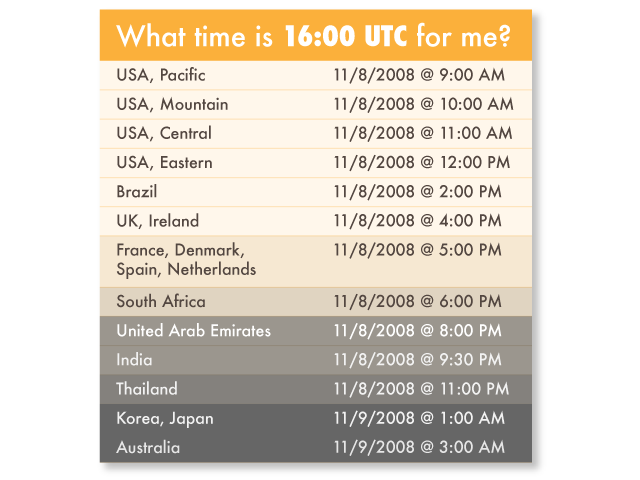 What time is 16:00 UTC for me?
USA, Pacific 11/8/2008 @ 9:00 AM
USA, Mountain 11/8/2008 @ 10:00 AM
USA, Central 11/8/2008 @ 11:00 AM
USA, Eastern 11/8/2008 @ 12:00 PM
Brazil 11/8/2008 @ 2:00 PM
UK, Ireland 11/8/2008 @ 4:00 PM
France, Denmark, 11/8/2008 @ 5:00 PM
Spain, Netherlands
South Africa 11/8/2008 @ 6:00 PM
United Arab Emirates 11/8/2008 @ 8:00 PM
India 11/8/2008 @ 9:30 PM
Thailand 11/8/2008 @ 11:00 PM
Korea, Japan 11/9/2008 @ 1:00 AM
Australia 11/9/2008 @ 3:00 AM